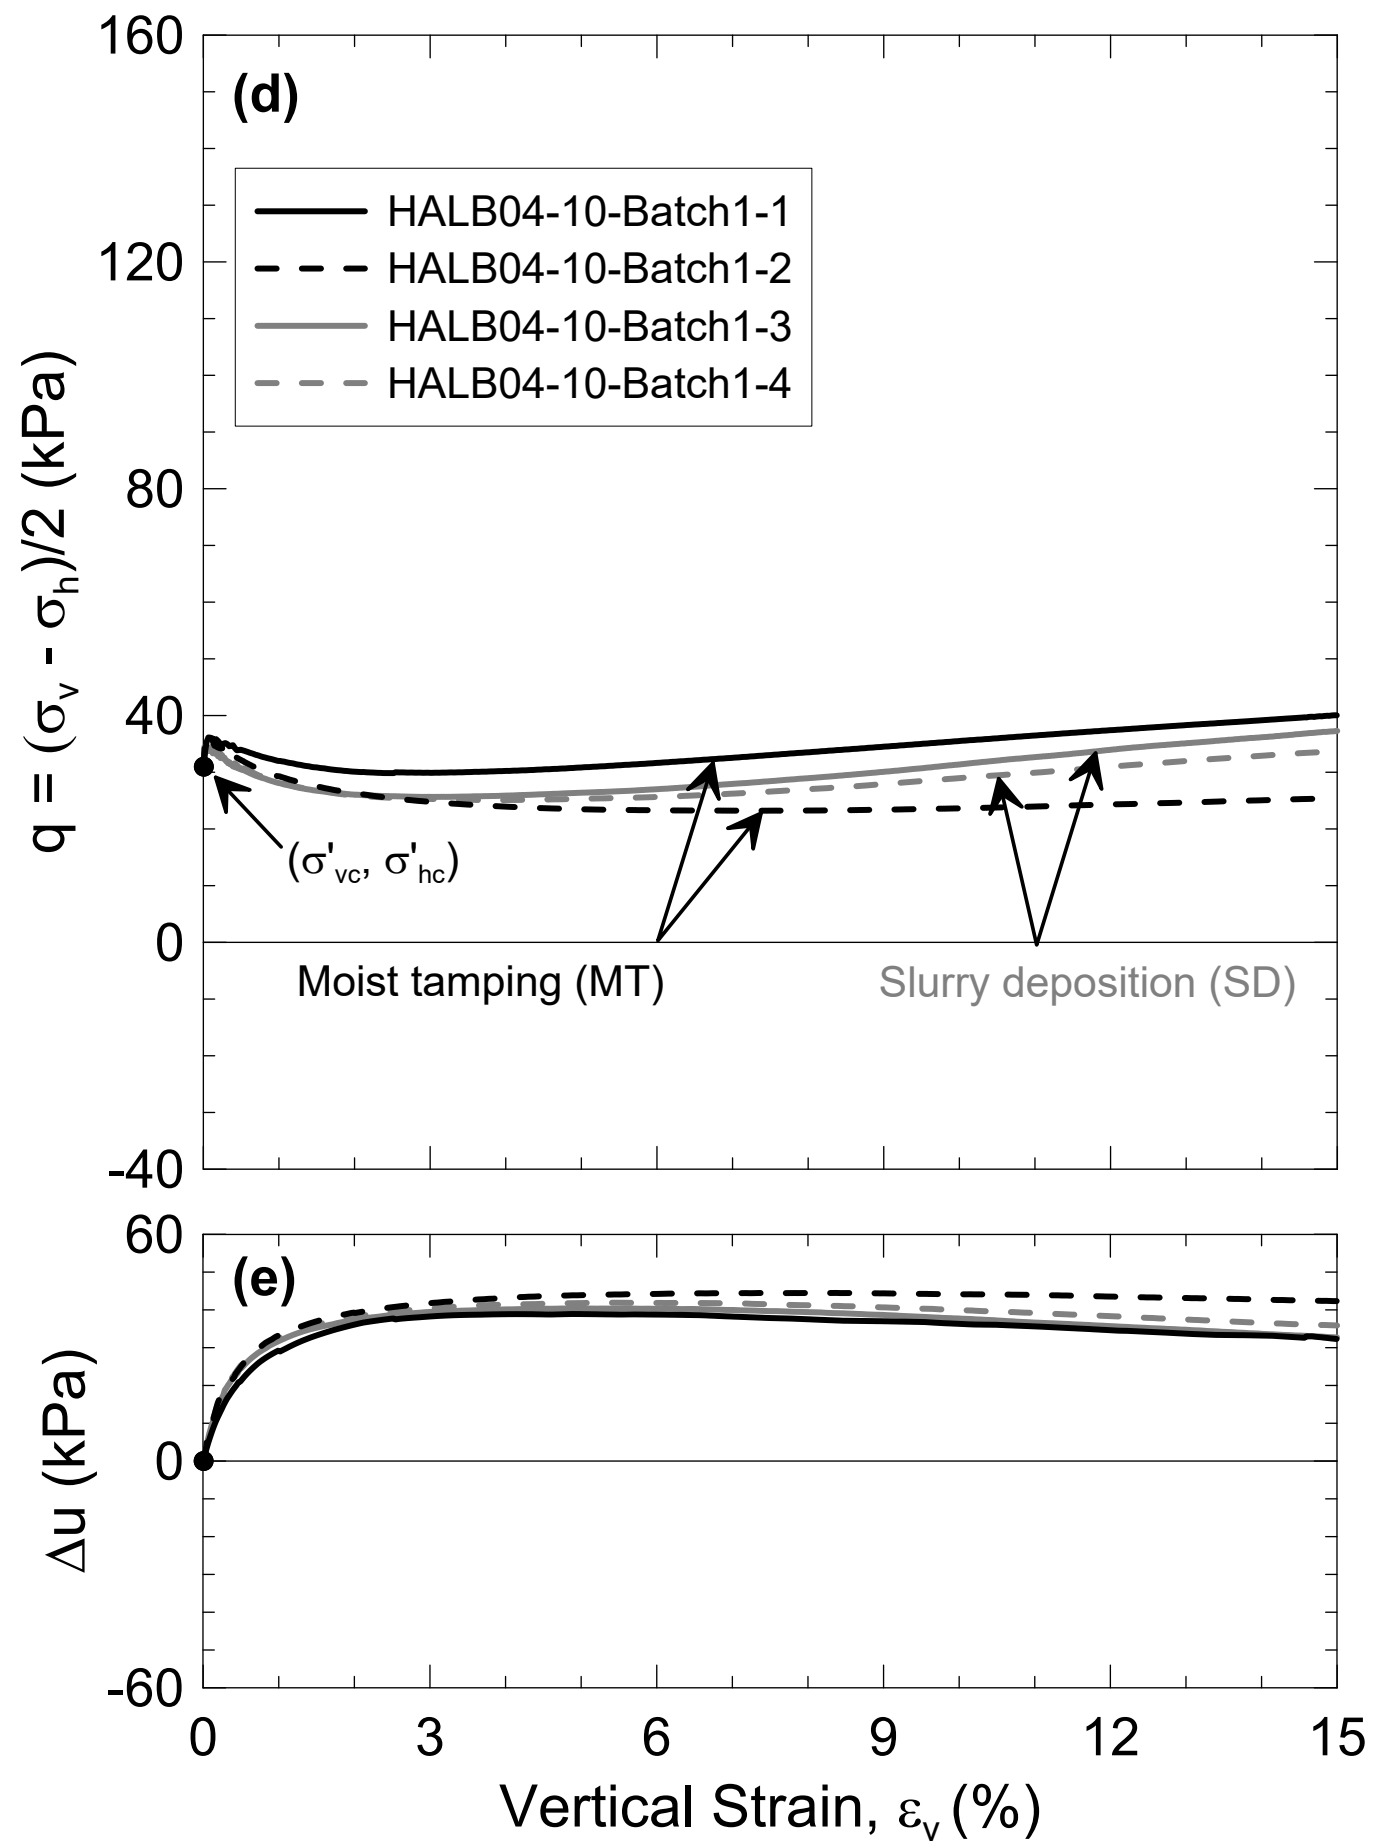 160
(d)
HALB04-10-Batch1-1
120
HALB04-10-Batch1-2
HALB04-10-Batch1-3
HALB04-10-Batch1-4
80
q = (σv - σh)/2 (kPa)
40
(σ'vc, σ'hc)
0
Moist tamping (MT)
Slurry deposition (SD)
-40
60
(e)
Δu (kPa)
0
-60
0 3 6 9 12 15
Vertical Strain, εv (%)